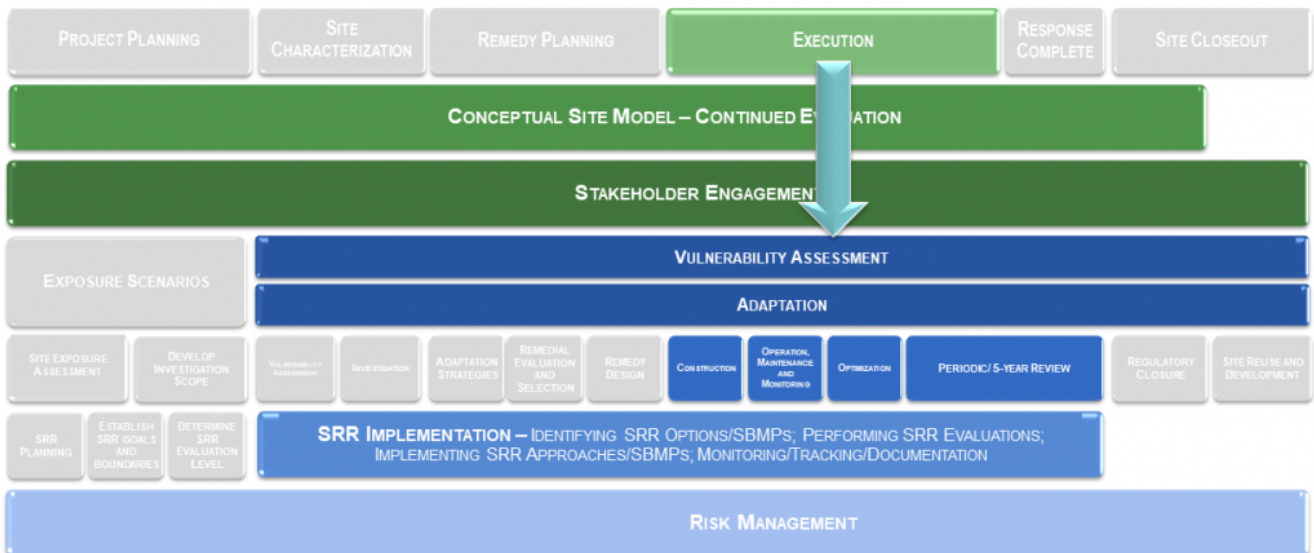 PROJECT PLANNING
SITE
CHARACTERIZATION
REMEDY PLANNING
EXECUTION
RESPONSE
COMPLETE
SITE CLOSEOUT
CONCEPTUAL SITE MODEL – CONTINUED E ATION
STAKEHOLDER ENGAGEMENT
EXPOSURE SCENARIOS
VULNERABILITY ASSESSMENT
ADAPTATION
SITE EXPOSURE
ASSESSMENT
DEVELOP
INVESTIGATION
SCOPE
VULNERABILITY
ASSESSMENT
INVESTIGATION
ADAPTATION
STRATEGIES
REMEDIAL
EVALUATION
AND
SELECTION
REMEDY
DESIGN
CONSTRUCTION
OPERATION,
MAINTENANCE
AND
MONITORING
OPTIMIZATION
PERIODIC/ 5-YEAR REVIEW
REGULATORY
CLOSURE
SITE REUSE AND
DEVELOPMENT
SRR
PLANNING
ESTABLISH
SRR GOALS
AND
BOUNDARIES
DETERMINE
SRR
EVALUATION
LEVEL
SRR IMPLEMENTATION – IDENTIFYING SRR OPTIONS/SBMPS; PERFORMING SRR EVALUATIONS;
IMPLEMENTING SRR APPROACHES/SBMPS; MONITORING/TRACKING/DOCUMENTATION
RISK MANAGEMENT